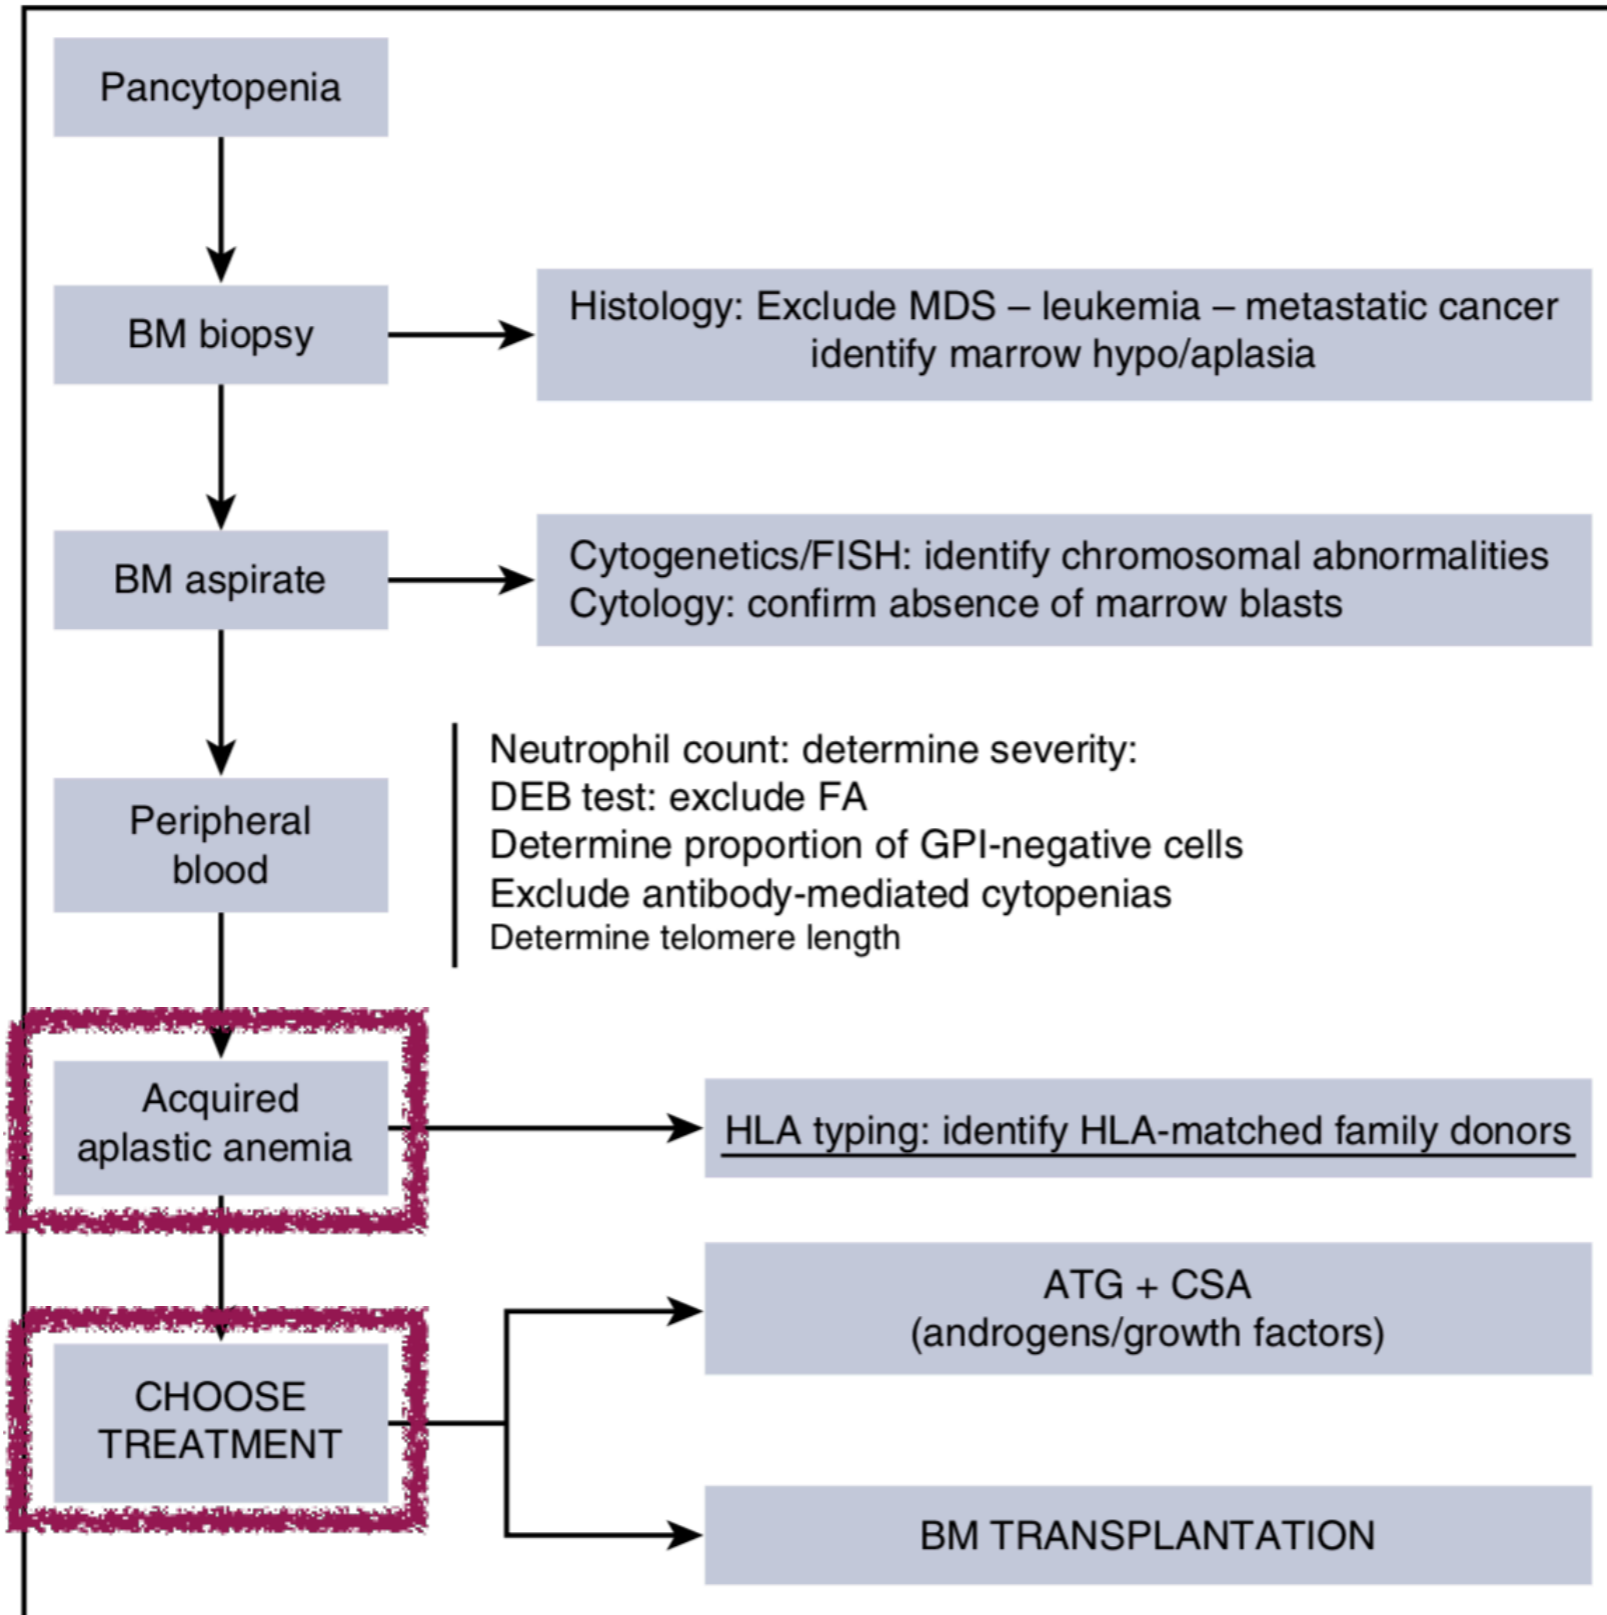 Pancytopenia
BM biopsy
Histology: Exclude MDS – leukemia – metastatic cancer
identify marrow hypo/aplasia
BM aspirate
Cytogenetics/FISH: identify chromosomal abnormalities
Cytology: confirm absence of marrow blasts
Peripheral
blood
Neutrophil count: determine severity:
DEB test: exclude FA
Determine proportion of GPI-negative cells
Exclude antibody-mediated cytopenias
Determine telomere length
Acquired
aplastic anemia
HLA typing: identify HLA-matched family donors
CHOOSE
TREATMENT
ATG + CSA
(androgens/growth factors)
BM TRANSPLANTATION